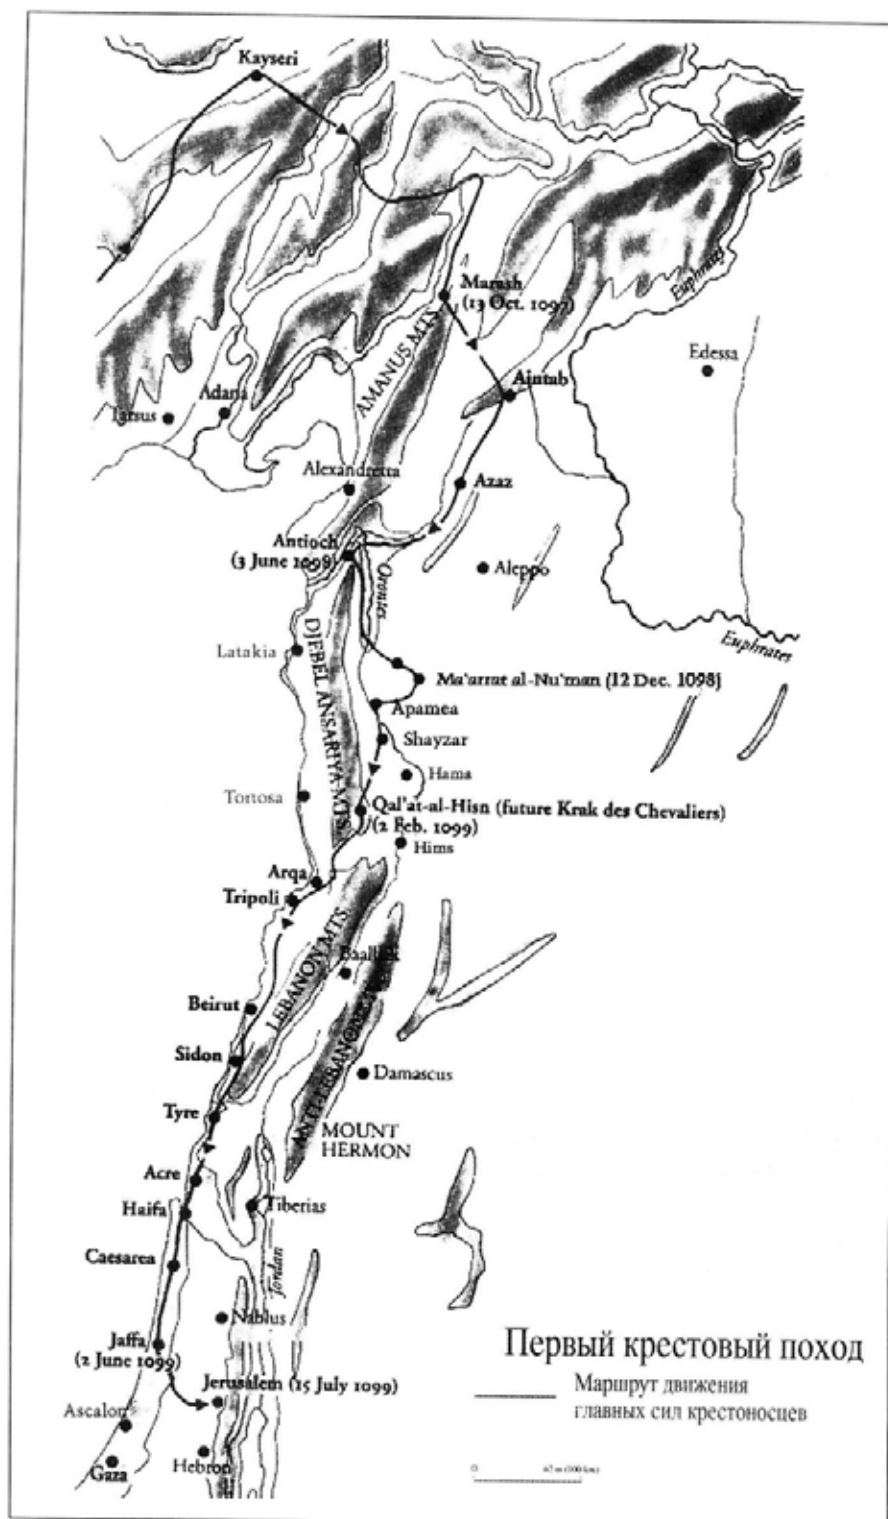 Kayseri
Marash
(13 Oct. 1097)
Euphrates
Edessa
AMANUS MTS.
Adana
Tarsus
Aintab
Alexandretta
Azaz
Antioch
(3 June 1098)
Orontes
Aleppo
Euphrates
Latakia
DJEBEL ANSARIYA MTS.
Ma'arrat al-Nu'man (12 Dec. 1098)
Apamea
Shayzar
Hama
Tortosa
Qal'at-al-Hisn (future Krak des Chevaliers)
(2 Feb. 1099)
Hims
Arqa
Tripoli
LEBANON MTS.
Beirut
Sidon
Damascus
Tyre
MOUNT
HERMON
Acre
Haifa
Tiberias
Caesarea
Jordan
Nablus
Jaffa
(2 June 1099)
Jerusalem (15 July 1099)
Ascalon
Hebron
Gaza
Первый крестовый поход
Маршрут движения
главных сил крестоносцев
0